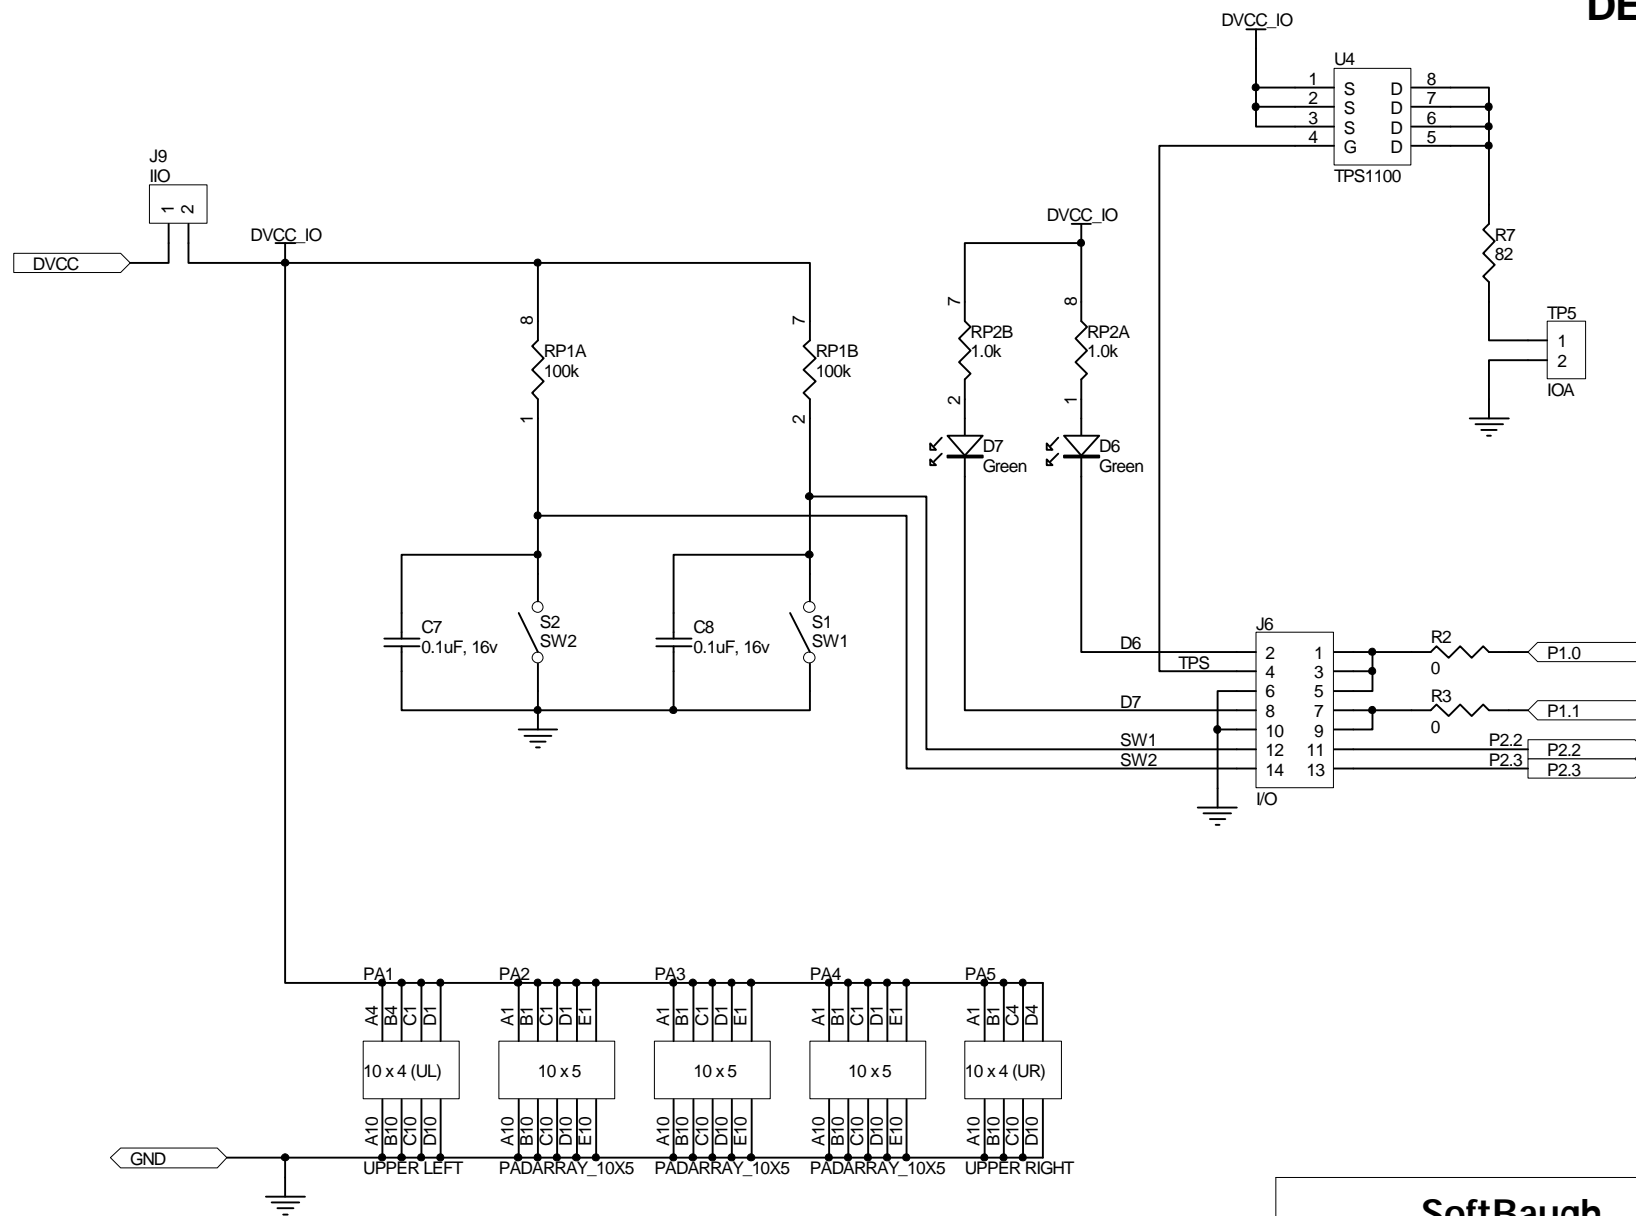 DE
DVCC_IO
U4
1 S D 8
2 S D 7
3 S D 6
4 G D 5
TPS1100
J9
IIO
1 2
DVCC
DVCC_IO
DVCC_IO
R7
82
TP5
1
2
IOA
8
RP1A
100k
1
7
RP1B
100k
2
7
RP2B
1.0k
2
8
RP2A
1.0k
1
D7
Green
D6
Green
C7
0.1uF, 16v
S2
SW2
C8
0.1uF, 16v
S1
SW1
J6
D6 2 1
TPS 4 3
6 5
D7 8 7
10 9
SW1 12 11
SW2 14 13
I/O
R2
0
P1.0
R3
0
P1.1
P2.2 P2.2
P2.3 P2.3
PA1 PA2 PA3 PA4 PA5
A4 B4 C1 D1 A1 B1 C1 D1 E1 A1 B1 C1 D1 E1 A1 B1 C1 D1 E1 A1 B1 C4 D4
10 x 4 (UL) 10 x 5 10 x 5 10 x 5 10 x 4 (UR)
A10 B10 C10 D10 A10 B10 C10 D10 E10 A10 B10 C10 D10 E10 A10 B10 C10 D10 E10 A10 B10 C10 D10
GND
UPPER LEFT PADARRAY_10X5 PADARRAY_10X5 PADARRAY_10X5 UPPER RIGHT
SoftBaugh